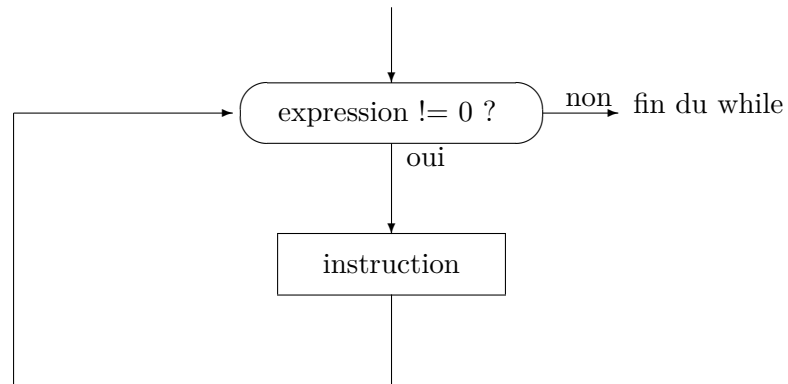 expression != 0 ?
non
fin du while
oui
instruction